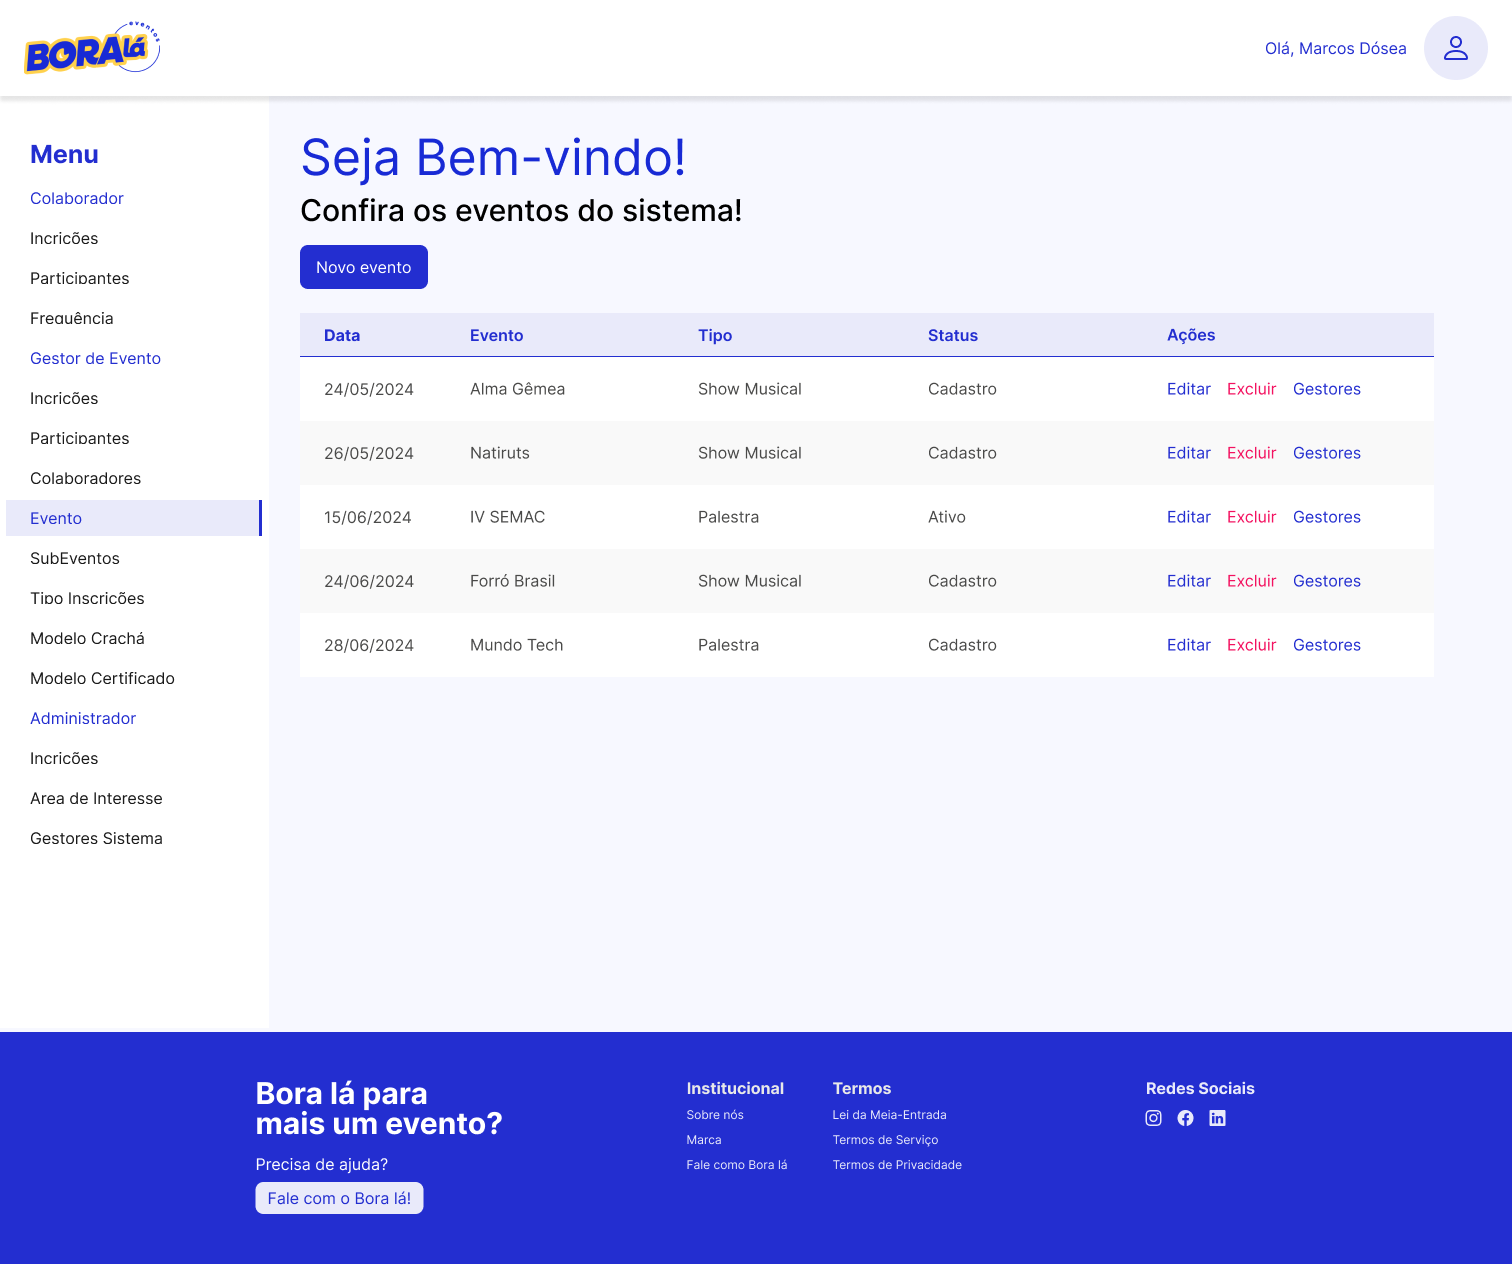 BORAlá eventos
Olá, Marcos Dósea
Menu
Colaborador
Incricões
Participantes
Frequência
Gestor de Evento
Incricões
Participantes
Colaboradores
Evento
SubEventos
Tipo Inscricões
Modelo Crachá
Modelo Certificado
Administrador
Incricões
Area de Interesse
Gestores Sistema
Seja Bem-vindo!
Confira os eventos do sistema!
Novo evento
Data Evento Tipo Status Ações
24/05/2024 Alma Gêmea Show Musical Cadastro Editar Excluir Gestores
26/05/2024 Natiruts Show Musical Cadastro Editar Excluir Gestores
15/06/2024 IV SEMAC Palestra Ativo Editar Excluir Gestores
24/06/2024 Forró Brasil Show Musical Cadastro Editar Excluir Gestores
28/06/2024 Mundo Tech Palestra Cadastro Editar Excluir Gestores
Bora lá para
mais um evento?
Precisa de ajuda?
Fale com o Bora lá!
Institucional
Sobre nós
Marca
Fale como Bora lá
Termos
Lei da Meia-Entrada
Termos de Serviço
Termos de Privacidade
Redes Sociais